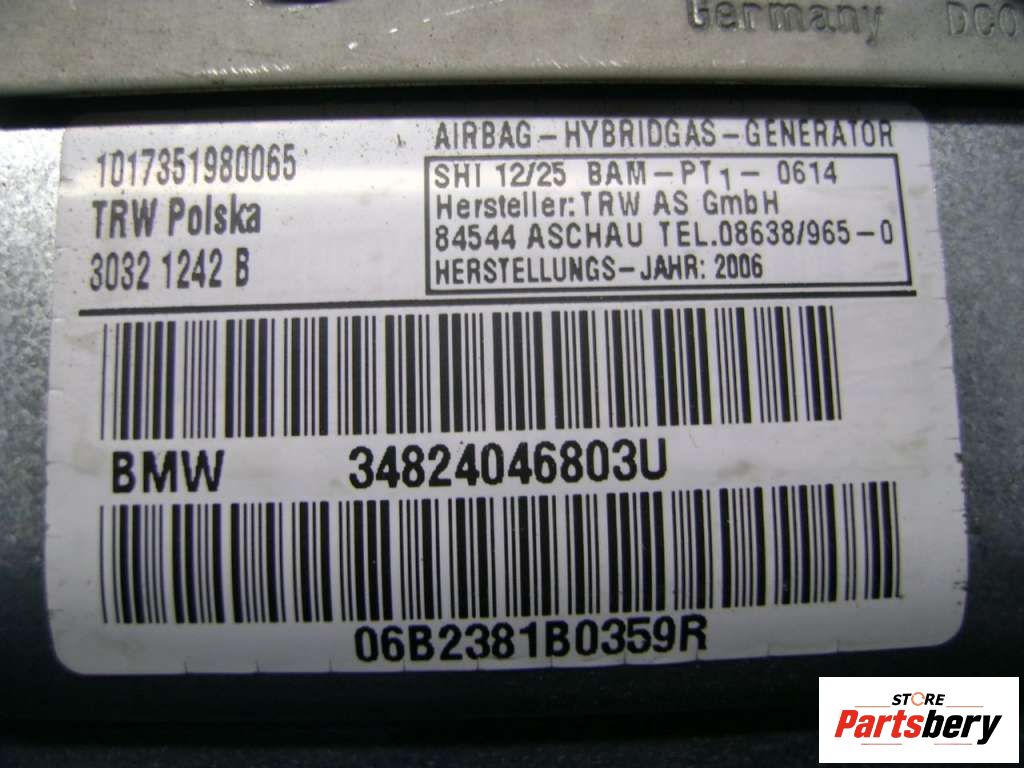 Germany DC0
1017351980065
TRW Polska
3032 1242 B
AIRBAG-HYBRIDGAS-GENERATOR
SHI 12/25 BAM-PT1-0614
Hersteller: TRW AS GmbH
84544 ASCHAU TEL.08638/965-0
HERSTELLUNGS-JAHR: 2006
BMW 34824046803U
06B2381B0359R
STORE
Partsbery